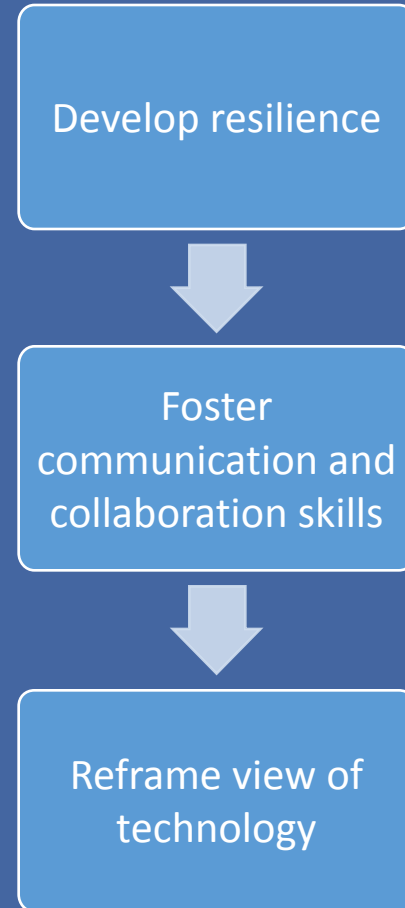 Develop resilience
Foster
communication and
collaboration skills
Reframe view of
technology